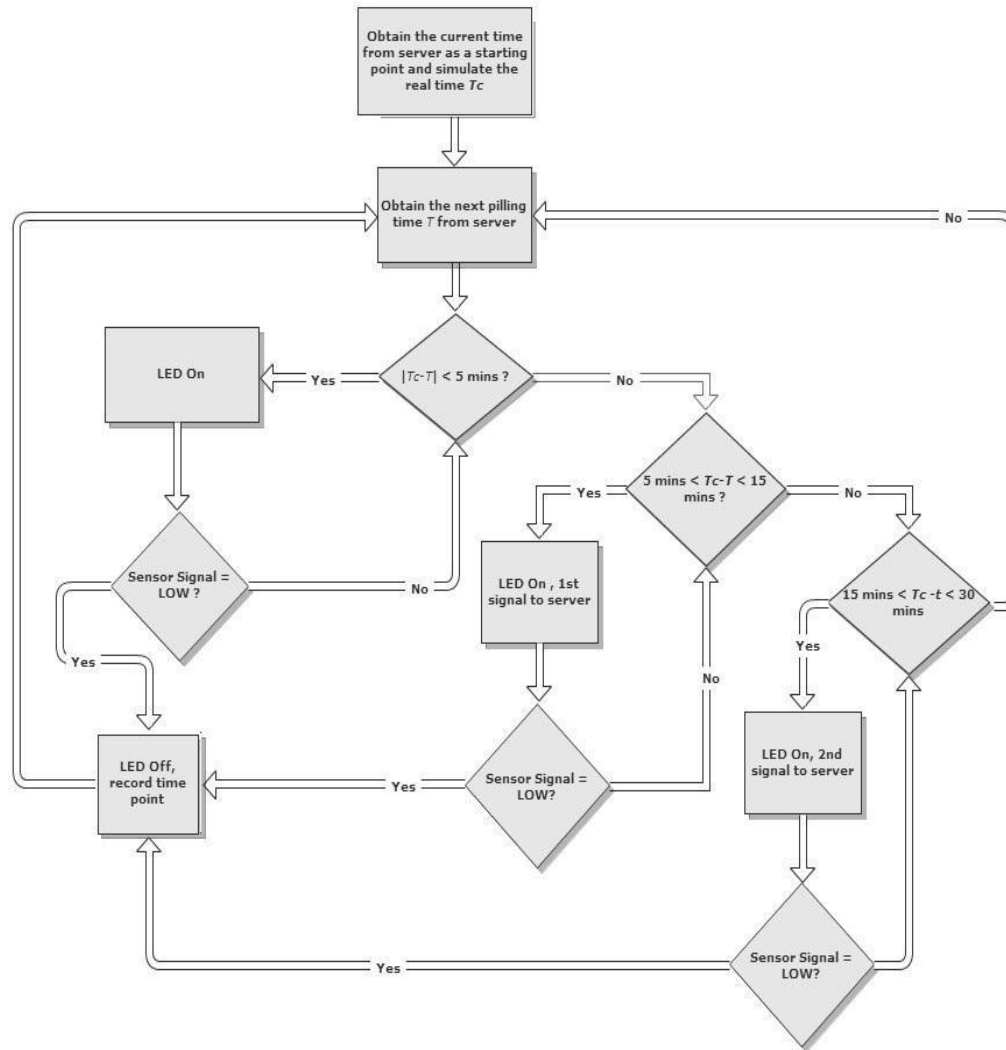 Obtain the current time
from server as a starting
point and simulate the
real time Tc
Obtain the next pilling
time T from server
No
LED On
Yes
|Tc-T| < 5 mins ?
No
5 mins < Tc-T < 15
mins ?
Yes
No
Sensor Signal =
LOW ?
No
LED On , 1st
signal to server
15 mins < Tc -t < 30
mins
Yes
Yes
No
LED Off,
record time
point
Yes
Sensor Signal =
LOW?
LED On, 2nd
signal to server
Yes
Sensor Signal =
LOW?